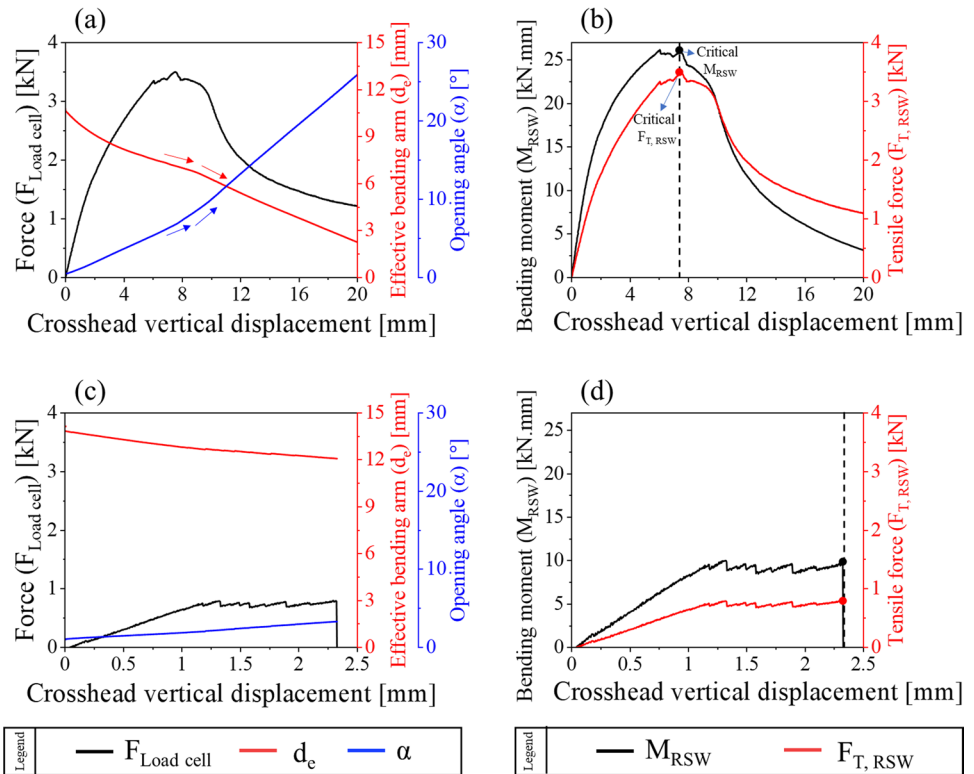 (a)
Force (F_Load cell) [kN]
4
3
2
1
0
0 4 8 12 16 20
Crosshead vertical displacement [mm]
15
12
9
6
3
0
Effective bending arm (d_e) [mm]
30
20
10
0
Opening angle (α) [°]
(b)
Bending moment (M_RSW) [kN.mm]
25
20
15
10
5
0
Critical
M_RSW
Critical
F_T, RSW
0 4 8 12 16 20
Crosshead vertical displacement [mm]
4
3
2
1
0
Tensile force (F_T, RSW) [kN]
(c)
Force (F_Load cell) [kN]
4
3
2
1
0
0 0.5 1 1.5 2 2.5
Crosshead vertical displacement [mm]
15
12
9
6
3
0
Effective bending arm (d_e) [mm]
30
20
10
0
Opening angle (α) [°]
(d)
Bending moment (M_RSW) [kN.mm]
25
20
15
10
5
0
0 0.5 1 1.5 2 2.5
Crosshead vertical displacement [mm]
4
3
2
1
0
Tensile force (F_T, RSW) [kN]
Legend
F_Load cell d_e α
Legend
M_RSW F_T, RSW